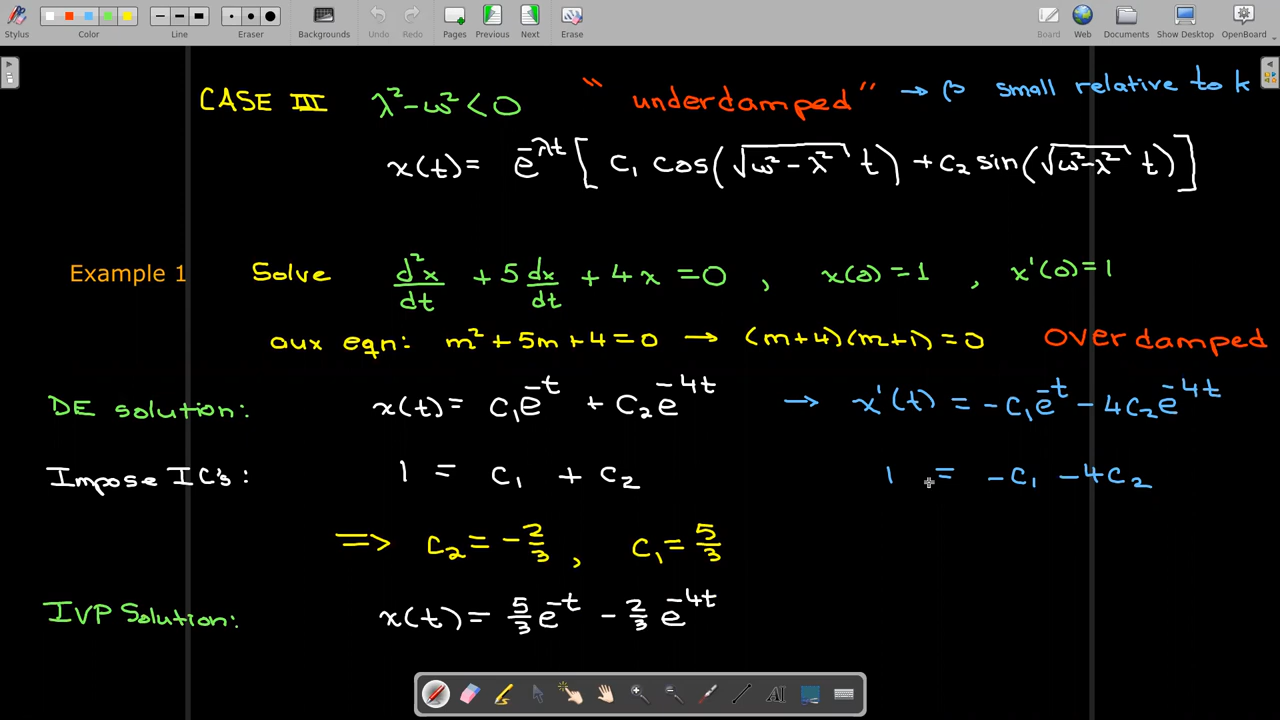 Stylus Color Line Eraser Backgrounds Undo Redo Pages Previous Next Erase Board Web Documents Show Desktop OpenBoard
CASE III λ²-ω² < 0 "underdamped" → β small relative to k
x(t) = e^{-λt} [ c₁ cos(√(ω²-λ²) t) + c₂ sin(√(ω²-λ²) t) ]
Example 1 Solve d²x/dt + 5 dx/dt + 4x = 0 , x(0) = 1 , x'(0) = 1
aux eqn: m² + 5m + 4 = 0 → (m+4)(m+1) = 0 Overdamped
DE solution: x(t) = c₁e^{-t} + c₂e^{-4t} → x'(t) = -c₁e^{-t} - 4c₂e^{-4t}
Impose IC's: 1 = c₁ + c₂ 1 = -c₁ - 4c₂
⟹ c₂ = -2/3 , c₁ = 5/3
IVP Solution: x(t) = 5/3 e^{-t} - 2/3 e^{-4t}
AI